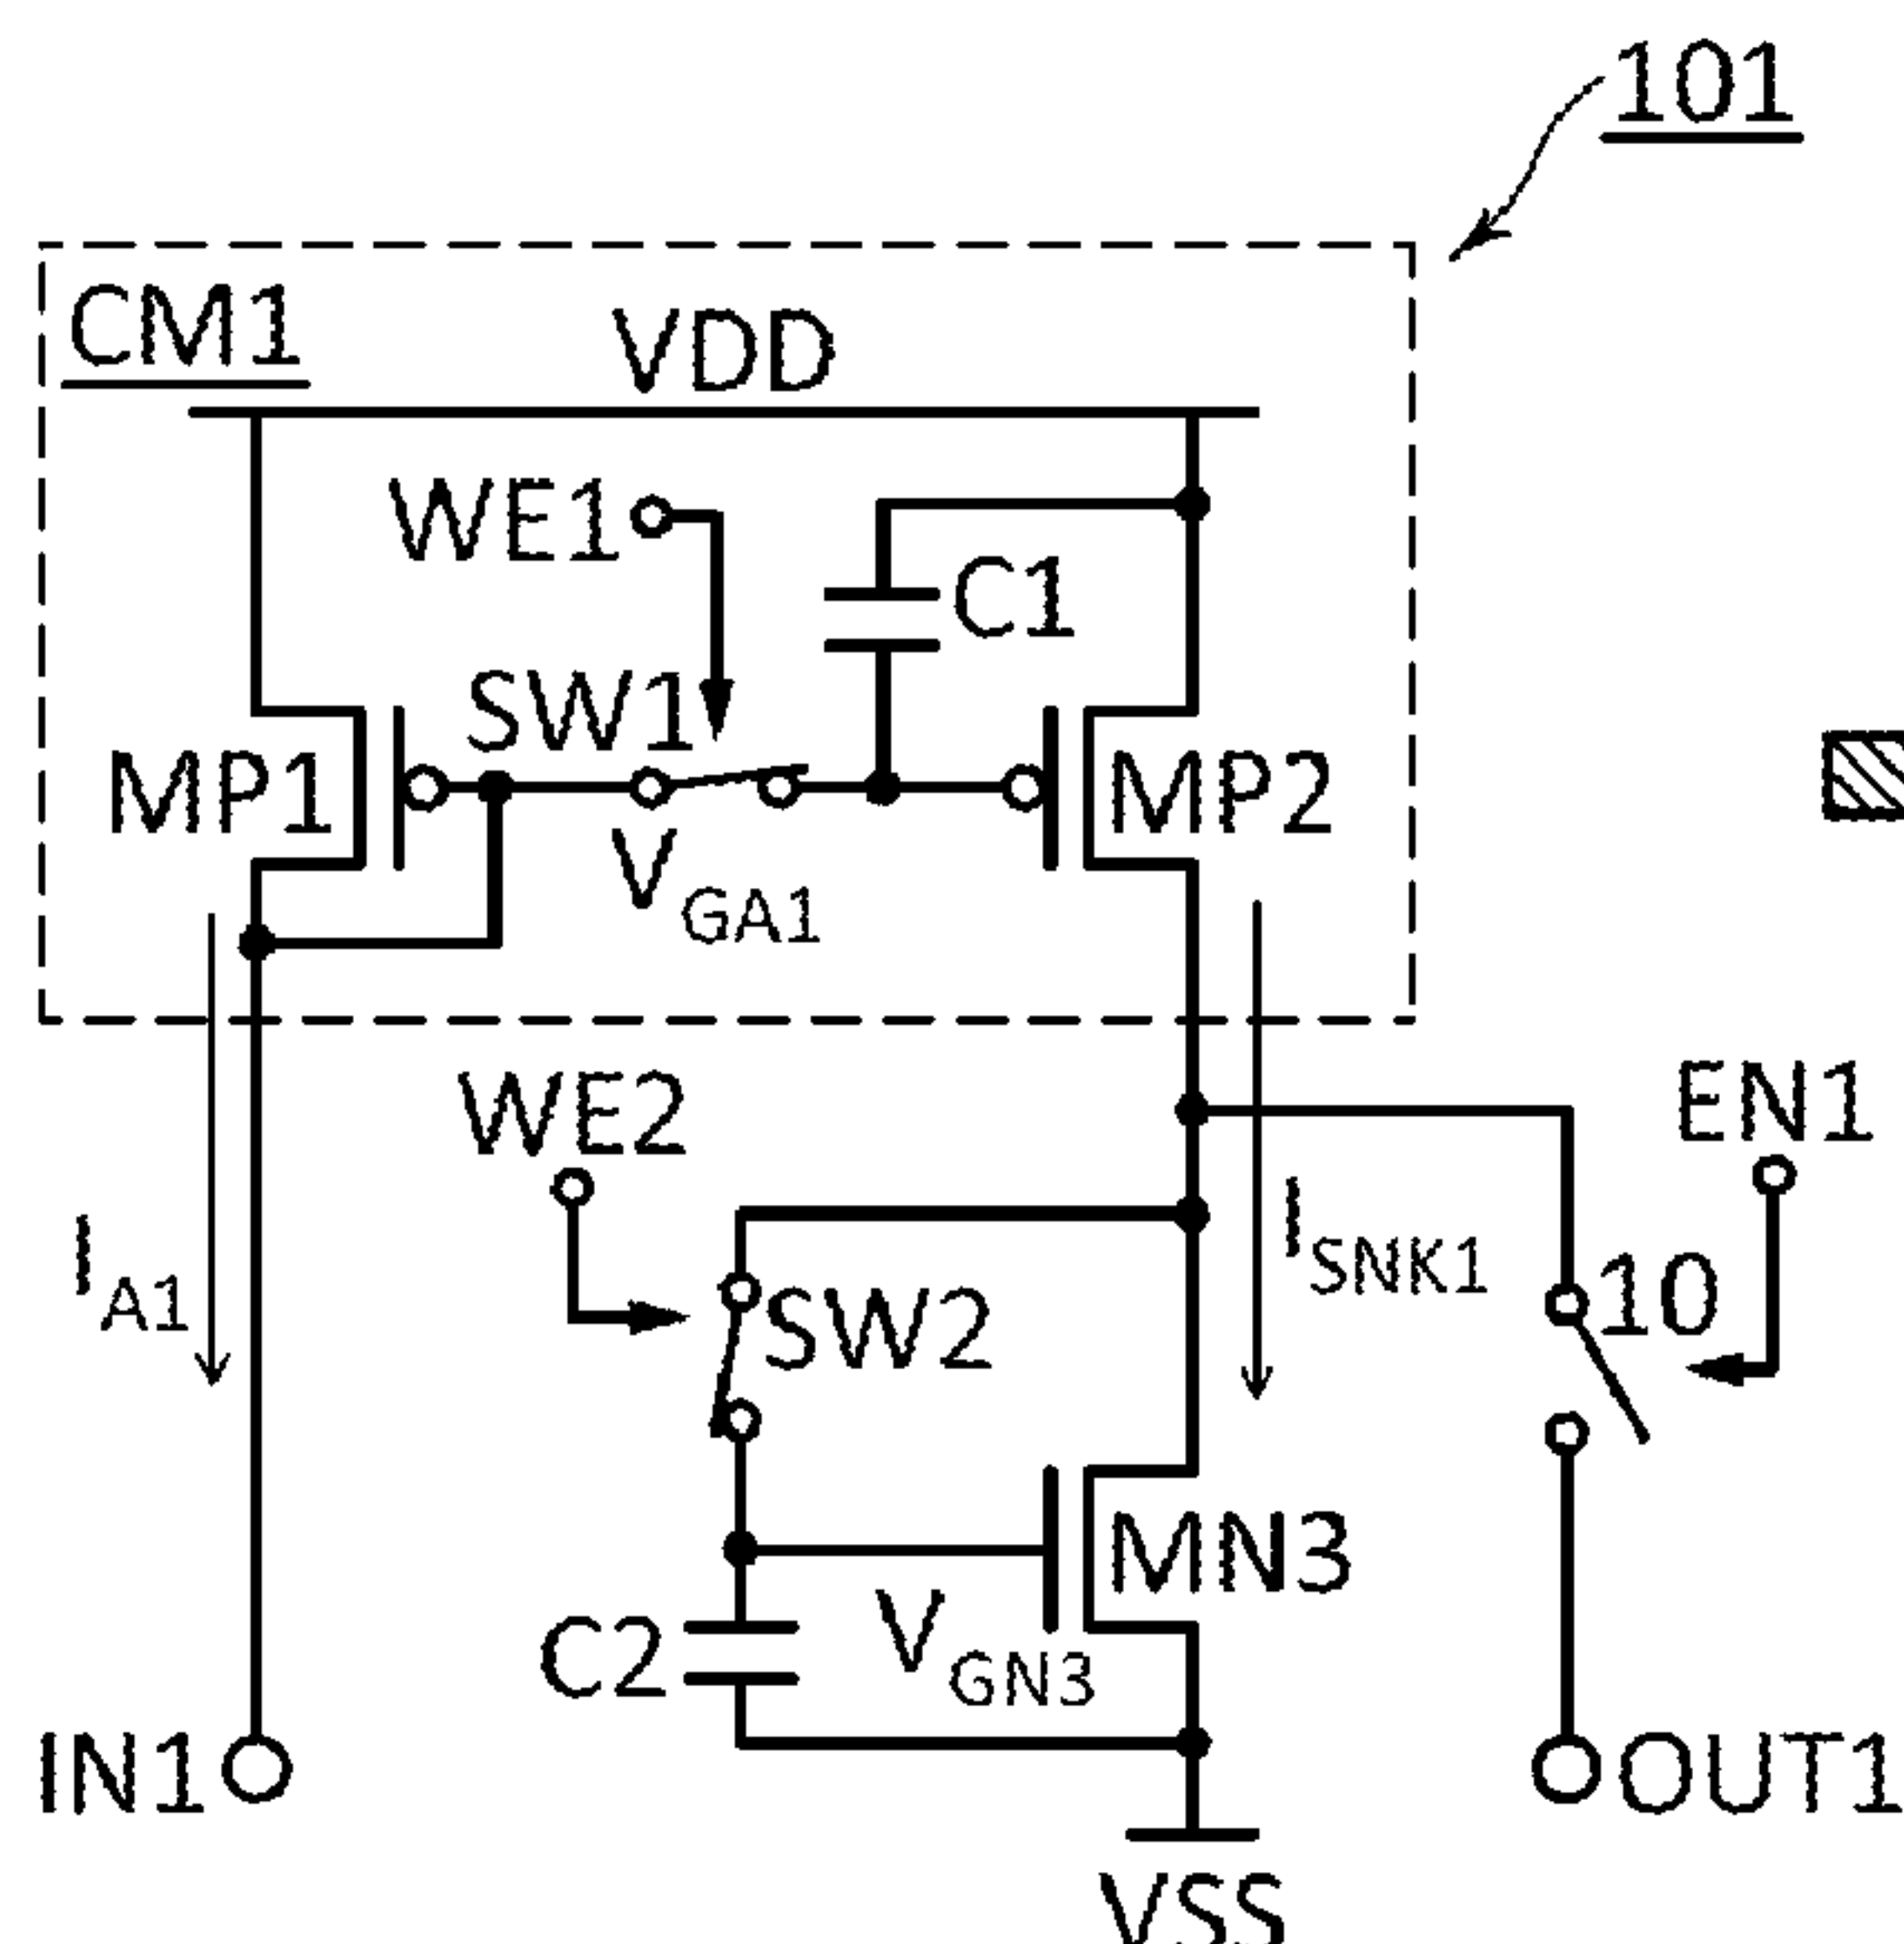 101
CM1
VDD
WE1
C1
SW1
MP1
MP2
VGA1
WE2
EN1
IA1
ISNK1
SW2
10
MN3
VGN3
C2
IN1
OUT1
VSS